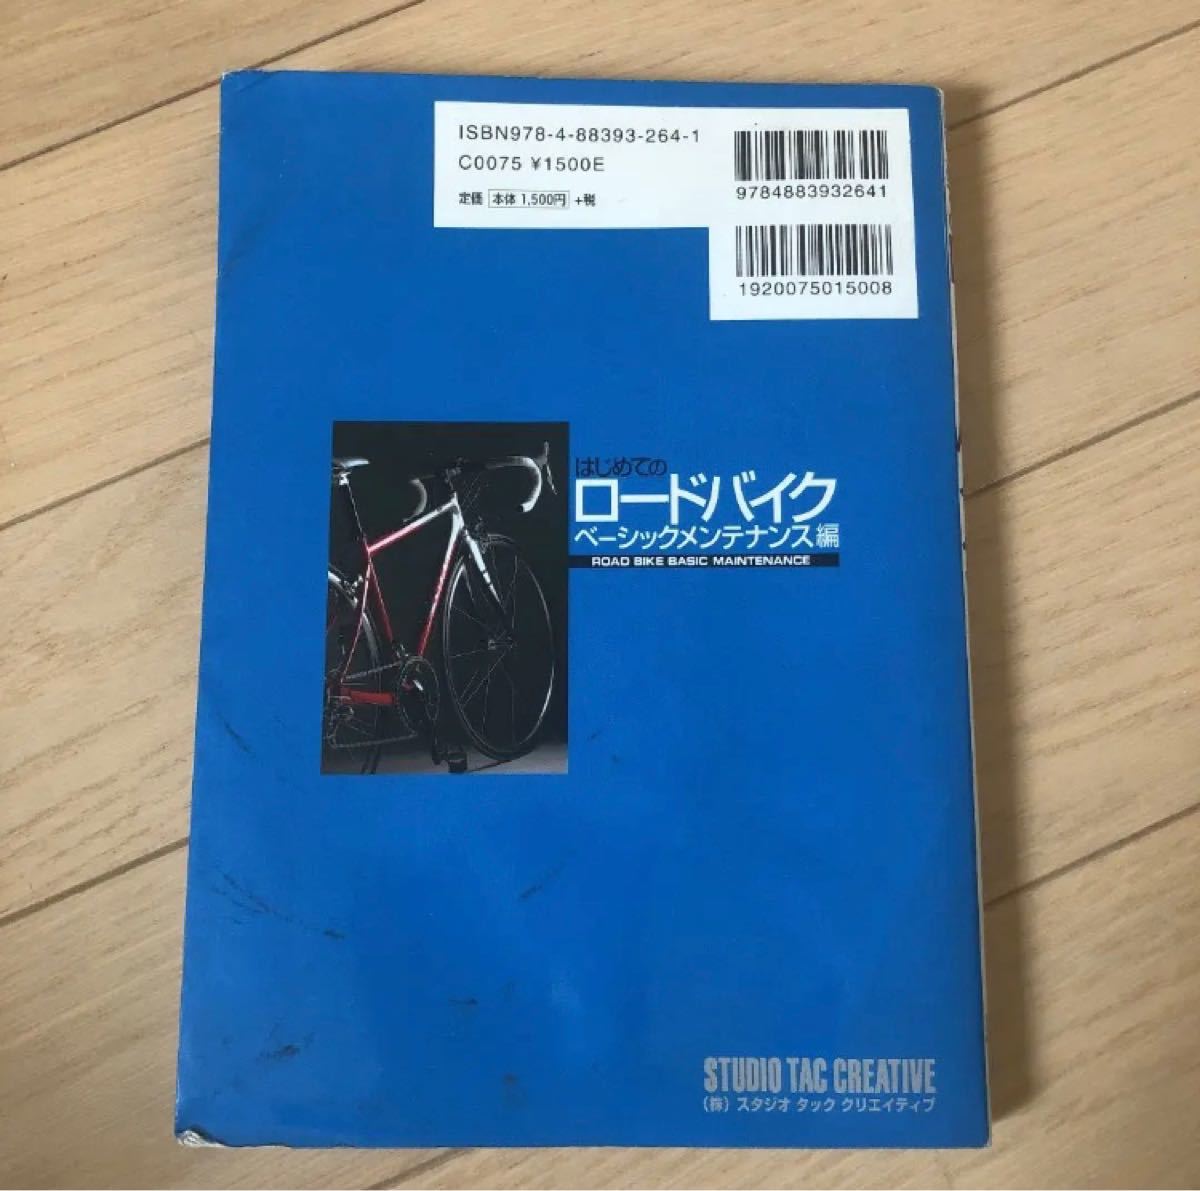 ISBN978-4-88393-264-1
C0075 ¥1500E
定価 本体 1,500円 +税
9784883932641
1920075015008
はじめての
ロードバイク
ベーシックメンテナンス編
ROAD BIKE BASIC MAINTENANCE
STUDIO TAC CREATIVE
(株) スタジオ タック クリエイティブ